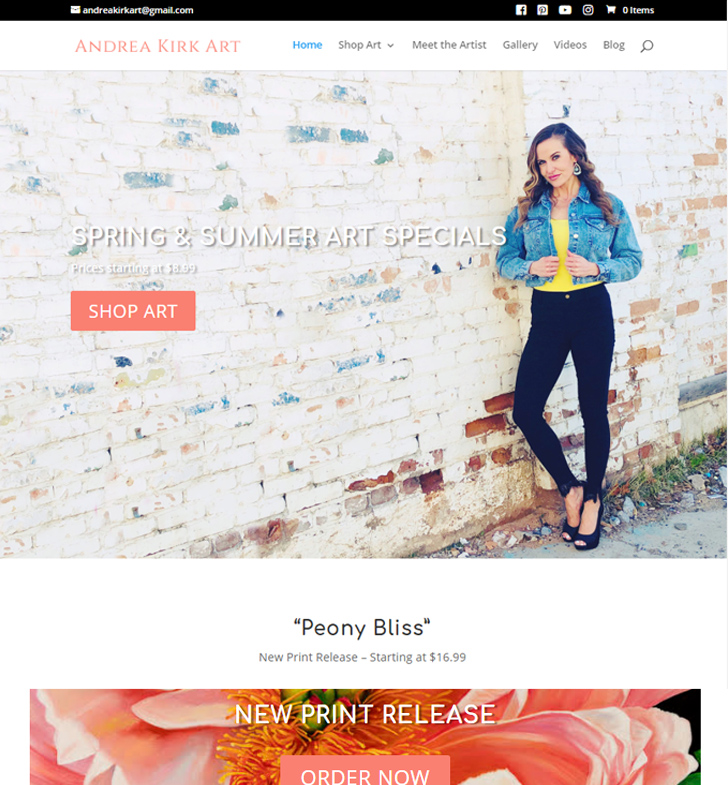 andreakirkart@gmail.com
0 Items
ANDREA KIRK ART
Home Shop Art Meet the Artist Gallery Videos Blog
SPRING & SUMMER ART SPECIALS
Prices starting at $8.99
SHOP ART
“Peony Bliss”
New Print Release – Starting at $16.99
NEW PRINT RELEASE
ORDER NOW